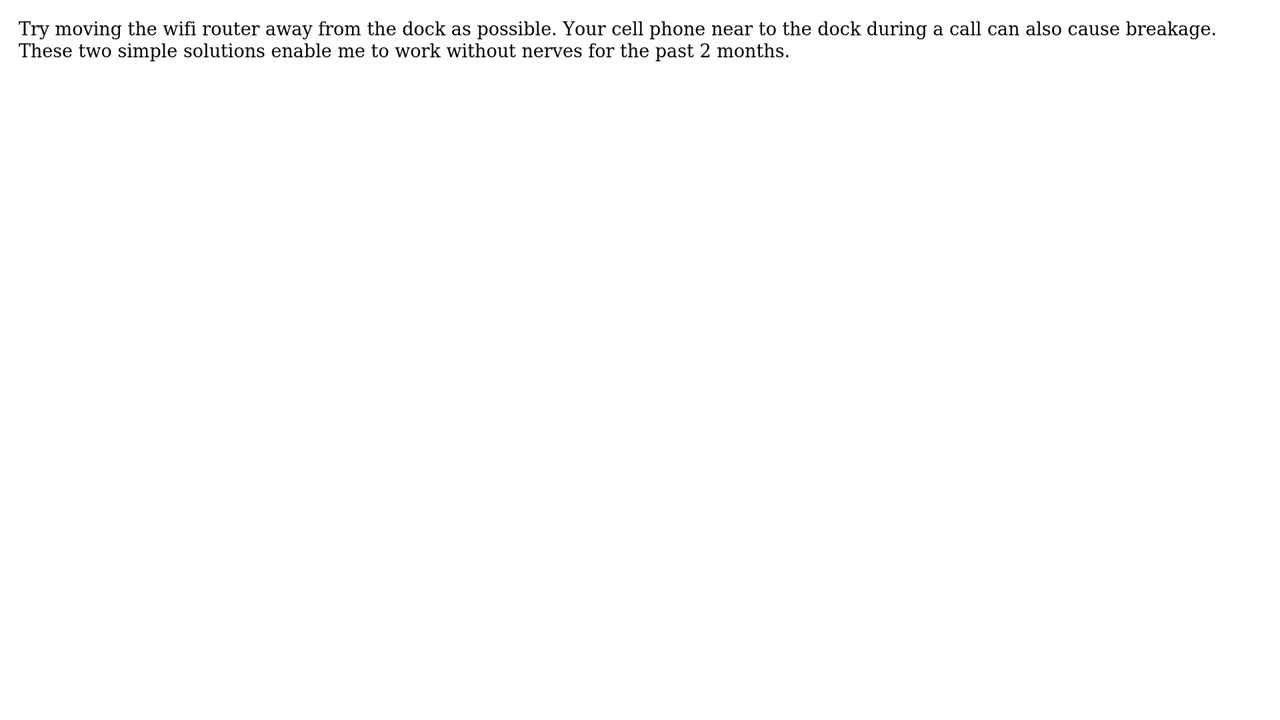 Try moving the wifi router away from the dock as possible. Your cell phone near to the dock during a call can also cause breakage.
These two simple solutions enable me to work without nerves for the past 2 months.